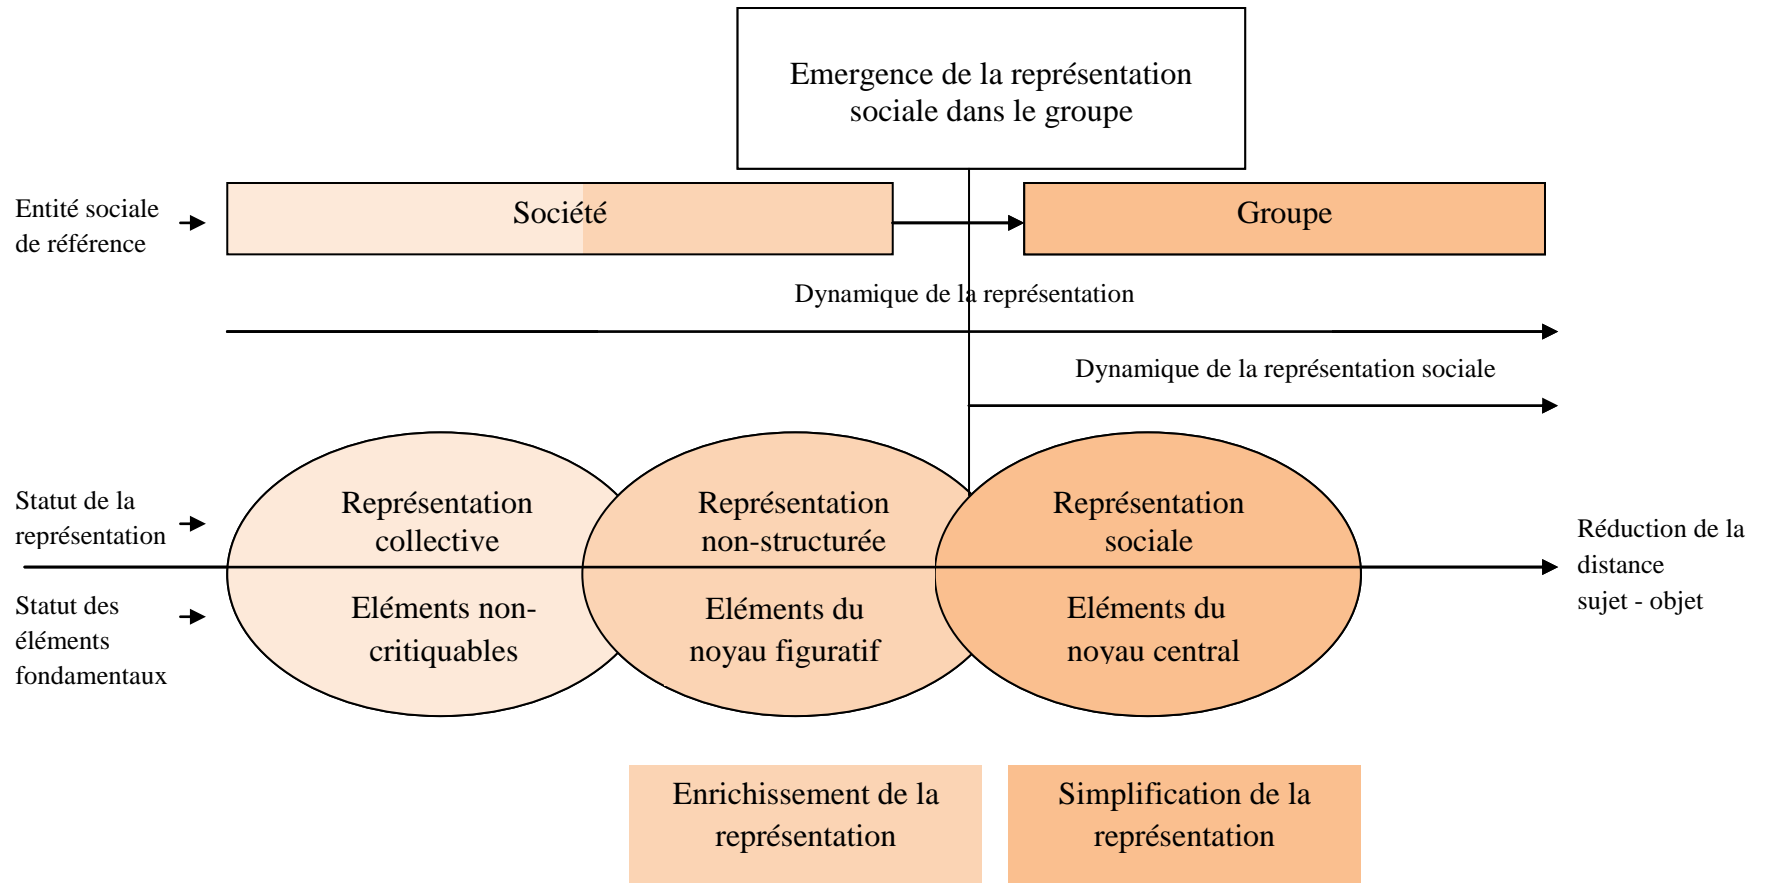 Emergence de la représentation
sociale dans le groupe
Entité sociale
de référence
Société
Groupe
Dynamique de la représentation
Dynamique de la représentation sociale
Statut de la
représentation
Représentation
collective
Représentation
non-structurée
Représentation
sociale
Réduction de la
distance
sujet - objet
Statut des
éléments
fondamentaux
Eléments non-
critiquables
Eléments du
noyau figuratif
Eléments du
noyau central
Enrichissement de la
représentation
Simplification de la
représentation